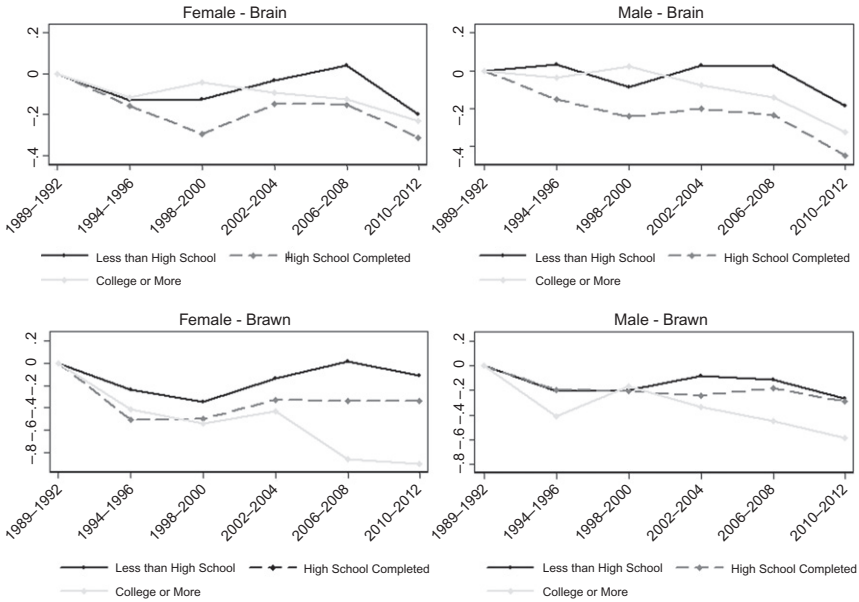 Female - Brain
.2
0
–.2
–.4
1989–1992
1994–1996
1998–2000
2002–2004
2006–2008
2010–2012
Less than High School
High School Completed
College or More
Male - Brain
.2
0
–.2
–.4
1989–1992
1994–1996
1998–2000
2002–2004
2006–2008
2010–2012
Less than High School
High School Completed
College or More
Female - Brawn
.2
0
–.2
–.4
–.6
–.8
1989–1992
1994–1996
1998–2000
2002–2004
2006–2008
2010–2012
Less than High School
High School Completed
College or More
Male - Brawn
.2
0
–.2
–.4
–.6
–.8
1989–1992
1994–1996
1998–2000
2002–2004
2006–2008
2010–2012
Less than High School
High School Completed
College or More